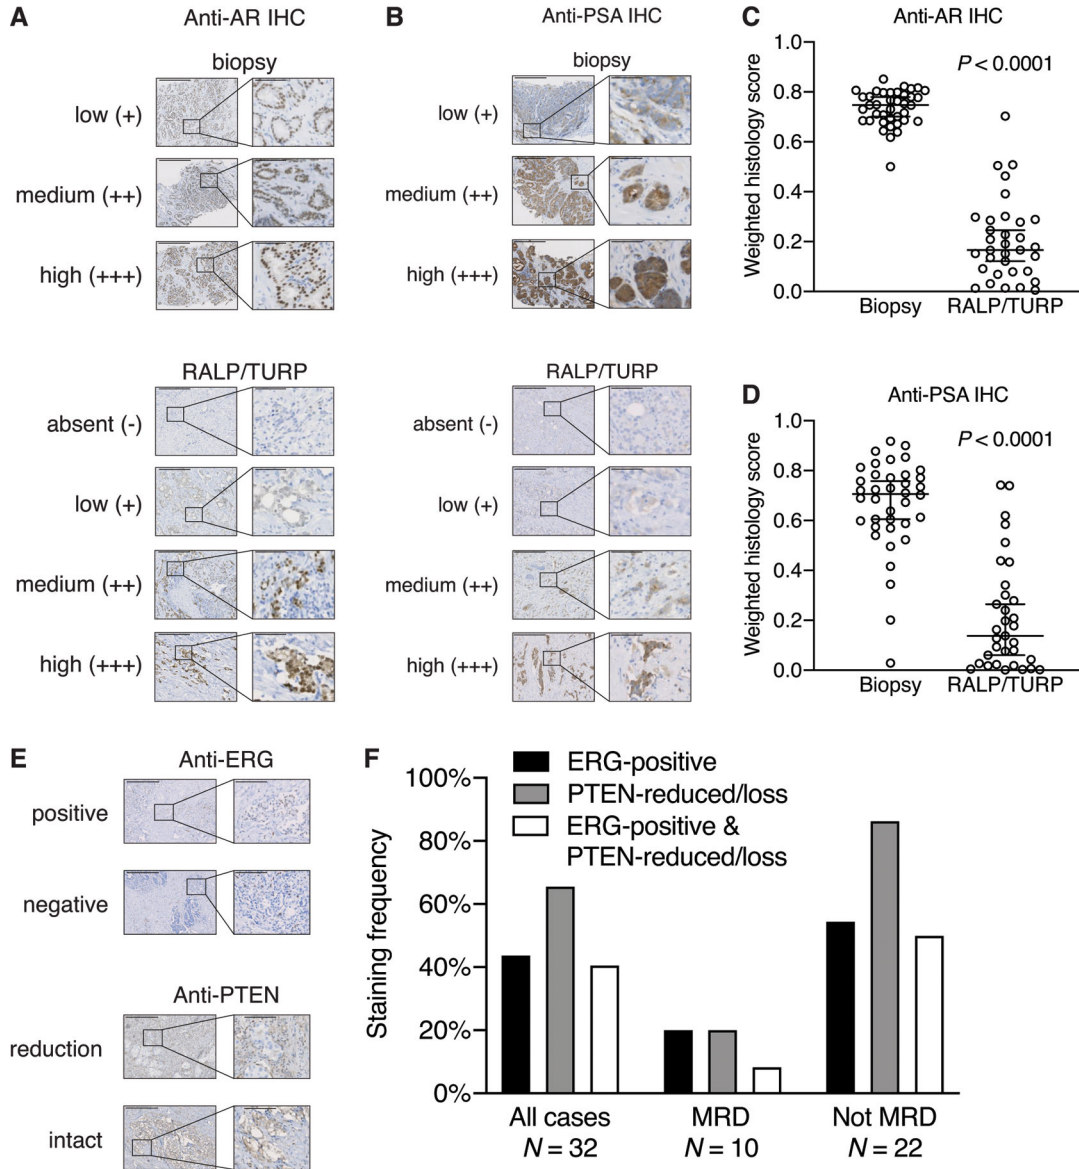 A
Anti-AR IHC
biopsy
low (+)
medium (++)
high (+++)
RALP/TURP
absent (-)
low (+)
medium (++)
high (+++)
B
Anti-PSA IHC
biopsy
low (+)
medium (++)
high (+++)
RALP/TURP
absent (-)
low (+)
medium (++)
high (+++)
C
Anti-AR IHC
Weighted histology score
1.0
0.8
0.6
0.4
0.2
0.0
P < 0.0001
Biopsy
RALP/TURP
D
Anti-PSA IHC
Weighted histology score
1.0
0.8
0.6
0.4
0.2
0.0
P < 0.0001
Biopsy
RALP/TURP
E
Anti-ERG
positive
negative
Anti-PTEN
reduction
intact
F
ERG-positive
PTEN-reduced/loss
ERG-positive &
PTEN-reduced/loss
Staining frequency
100%
80%
60%
40%
20%
0%
All cases
N = 32
MRD
N = 10
Not MRD
N = 22